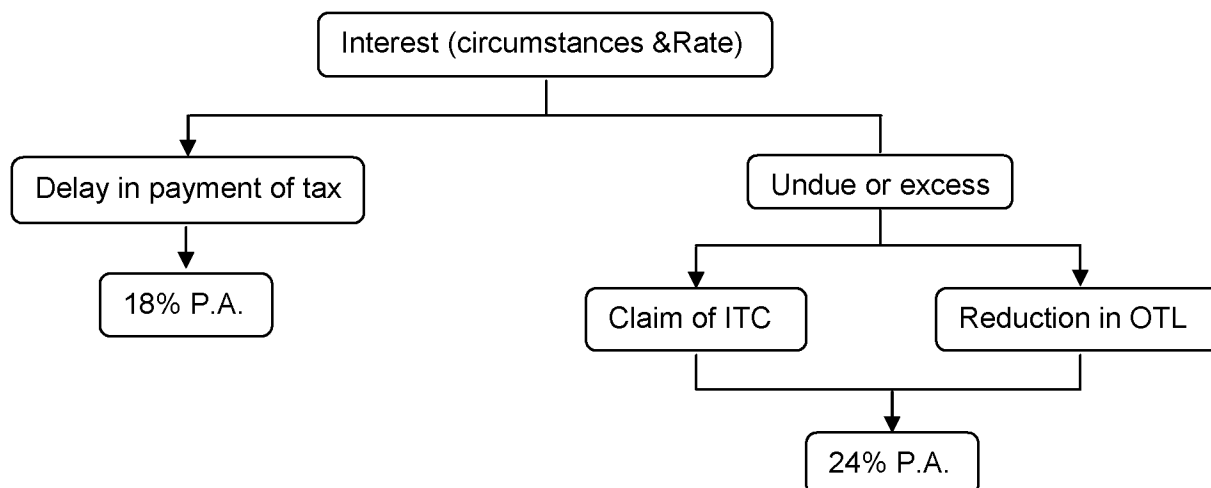 Interest (circumstances &Rate)
Delay in payment of tax
Undue or excess
18% P.A.
Claim of ITC
Reduction in OTL
24% P.A.